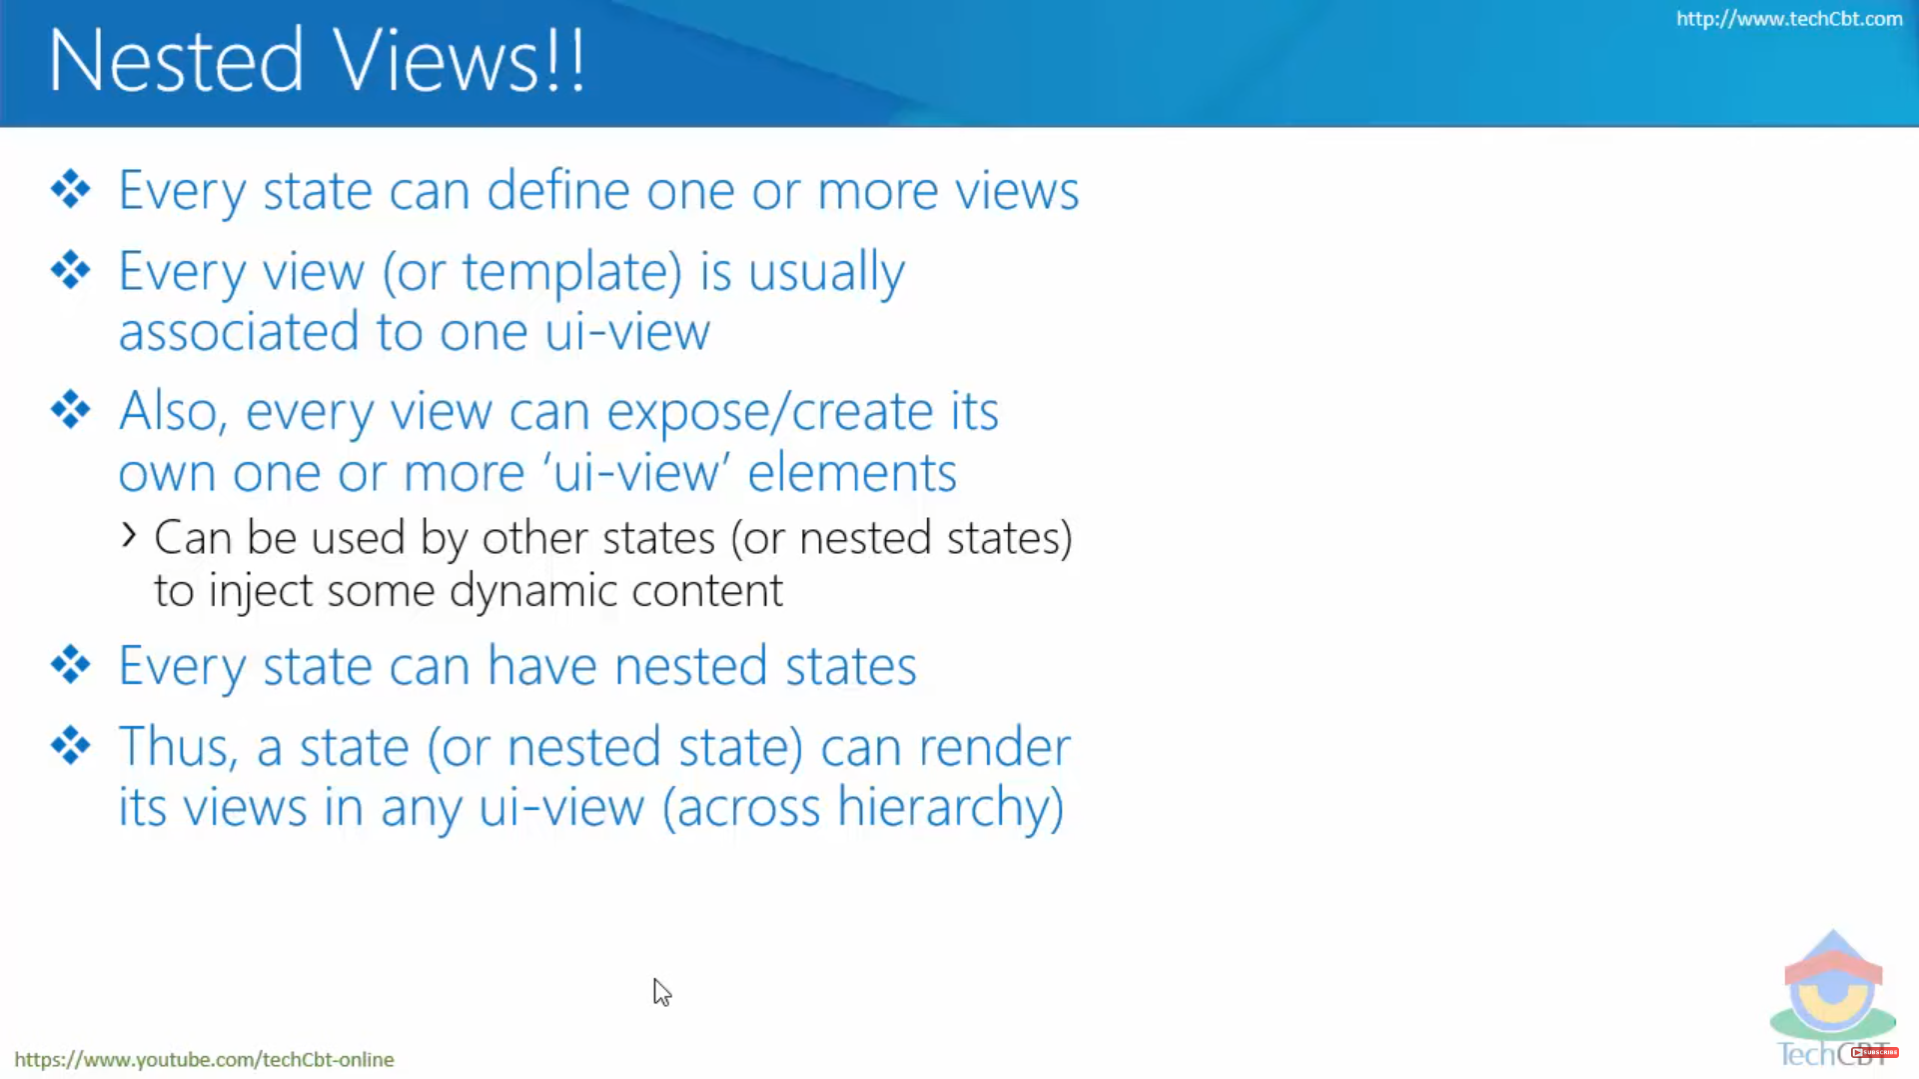 http://www.techCbt.com
Nested Views!!
Every state can define one or more views
Every view (or template) is usually
associated to one ui-view
Also, every view can expose/create its
own one or more ‘ui-view’ elements
Can be used by other states (or nested states)
to inject some dynamic content
Every state can have nested states
Thus, a state (or nested state) can render
its views in any ui-view (across hierarchy)
TechCBT
SUBSCRIBE
https://www.youtube.com/techCbt-online